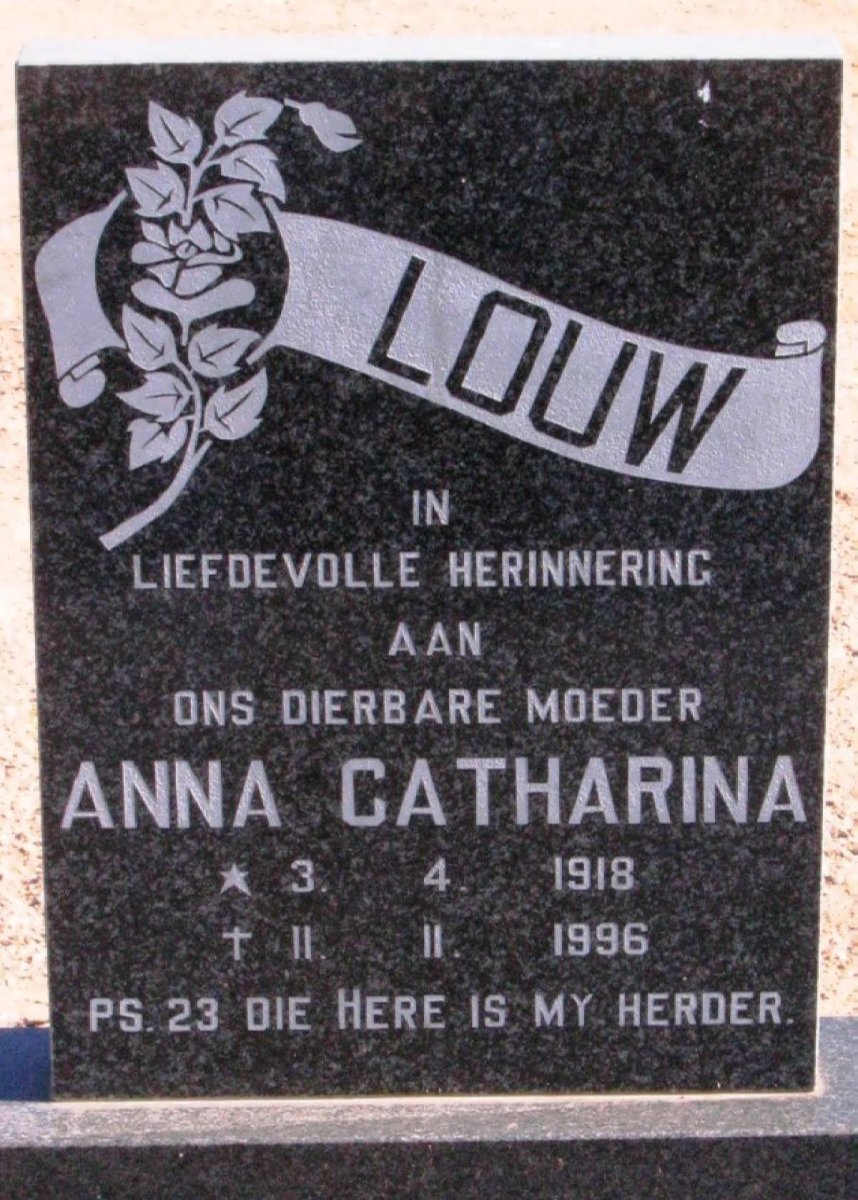 LOUW
IN
LIEFDEVOLLE HERINNERING
AAN
ONS DIERBARE MOEDER
ANNA CATHARINA
★ 3. 4. 1918
† 11. 11. 1996
PS. 23 DIE HERE IS MY HERDER.